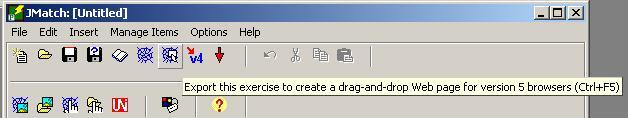 JMatch: [Untitled]
File Edit Insert Manage Items Options Help
v4
Export this exercise to create a drag-and-drop Web page for version 5 browsers (Ctrl+F5)
UN ?